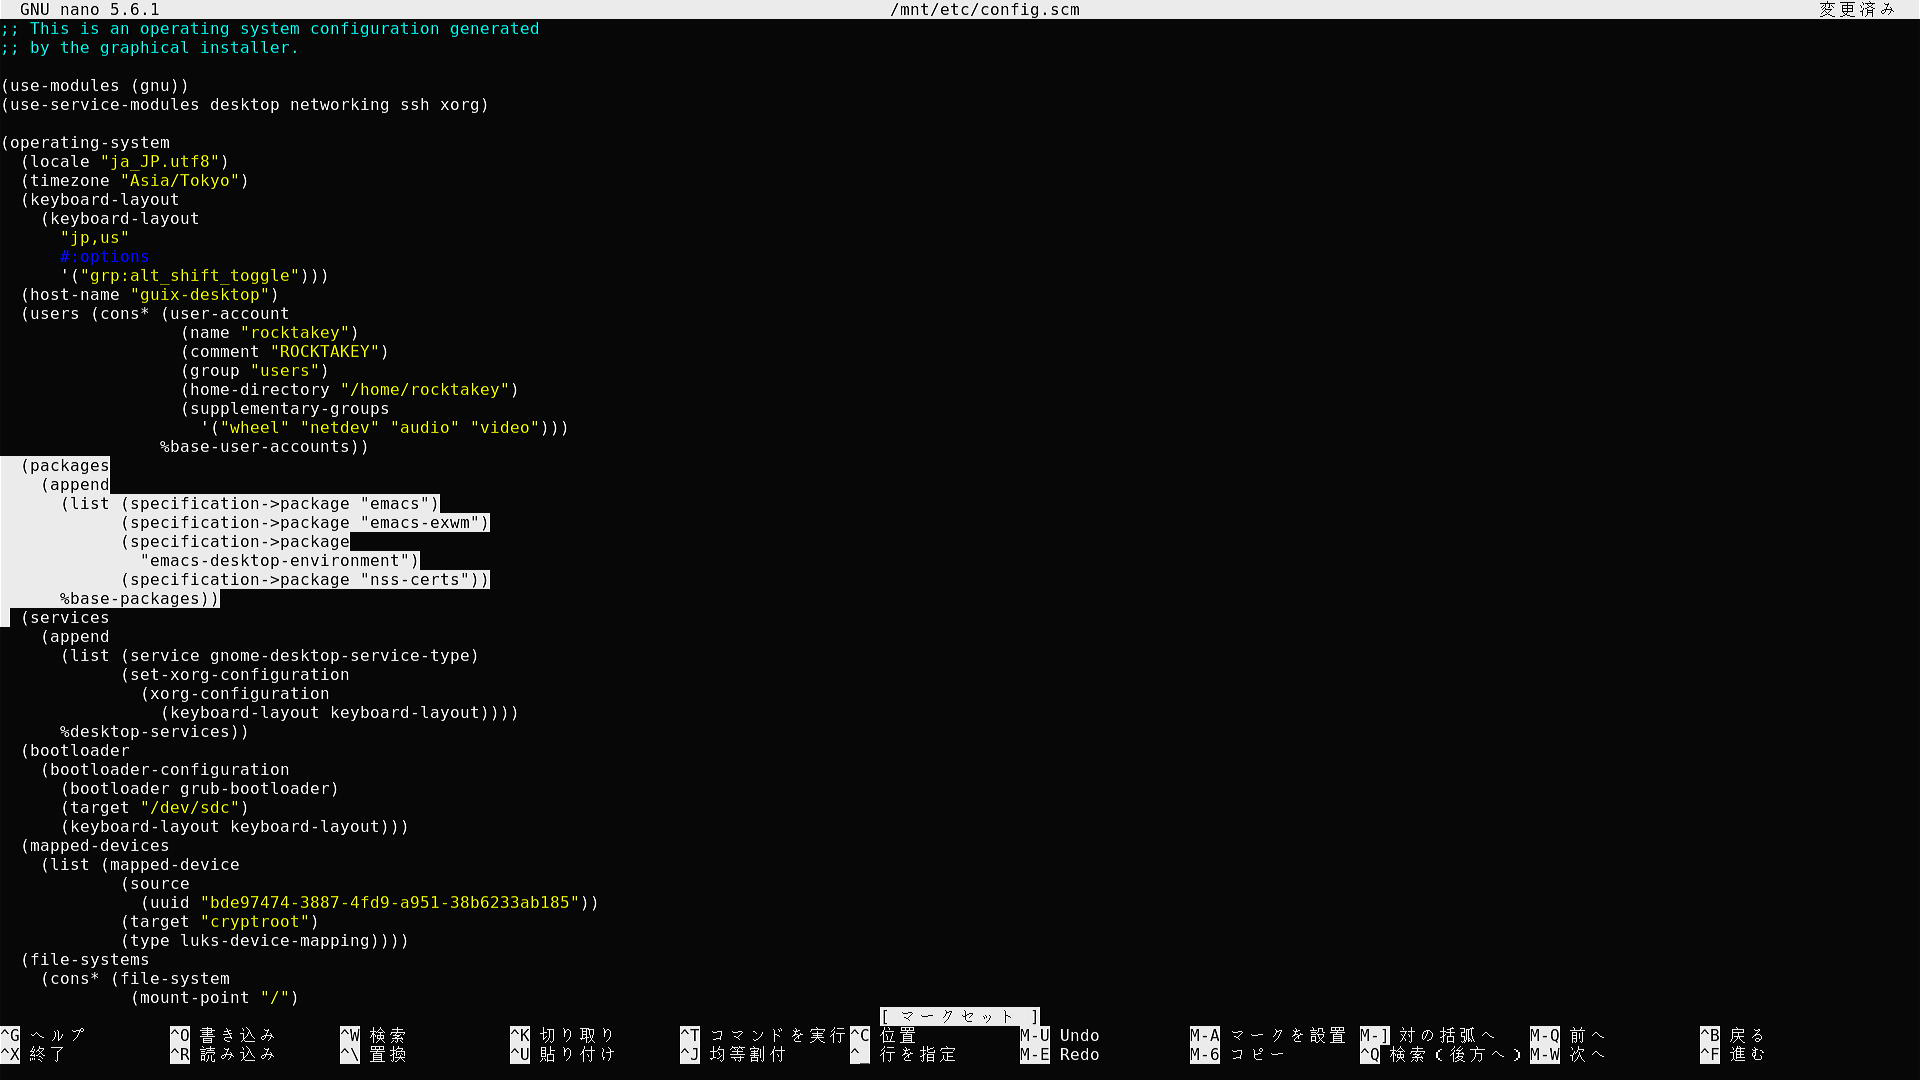 GNU nano 5.6.1 /mnt/etc/config.scm 変更済み
;; This is an operating system configuration generated
;; by the graphical installer.

(use-modules (gnu))
(use-service-modules desktop networking ssh xorg)

(operating-system
  (locale "ja_JP.utf8")
  (timezone "Asia/Tokyo")
  (keyboard-layout
    (keyboard-layout
      "jp,us"
      #:options
      '("grp:alt_shift_toggle")))
  (host-name "guix-desktop")
  (users (cons* (user-account
                  (name "rocktakey")
                  (comment "ROCKTAKEY")
                  (group "users")
                  (home-directory "/home/rocktakey")
                  (supplementary-groups
                    '("wheel" "netdev" "audio" "video")))
                %base-user-accounts))
  (packages
    (append
      (list (specification->package "emacs")
            (specification->package "emacs-exwm")
            (specification->package
              "emacs-desktop-environment")
            (specification->package "nss-certs"))
      %base-packages))
  (services
    (append
      (list (service gnome-desktop-service-type)
            (set-xorg-configuration
              (xorg-configuration
                (keyboard-layout keyboard-layout))))
      %desktop-services))
  (bootloader
    (bootloader-configuration
      (bootloader grub-bootloader)
      (target "/dev/sdc")
      (keyboard-layout keyboard-layout)))
  (mapped-devices
    (list (mapped-device
            (source
              (uuid "bde97474-3887-4fd9-a951-38b6233ab185"))
            (target "cryptroot")
            (type luks-device-mapping))))
  (file-systems
    (cons* (file-system
             (mount-point "/")
[ マークセット ]
^G ヘルプ ^O 書き込み ^W 検索 ^K 切り取り ^T コマンドを実行 ^C 位置 M-U Undo M-A マークを設置 M-] 対の括弧へ M-Q 前へ ^B 戻る
^X 終了 ^R 読み込み ^\ 置換 ^U 貼り付け ^J 均等割付 ^_ 行を指定 M-E Redo M-6 コピー ^Q 検索(後方へ) M-W 次へ ^F 進む